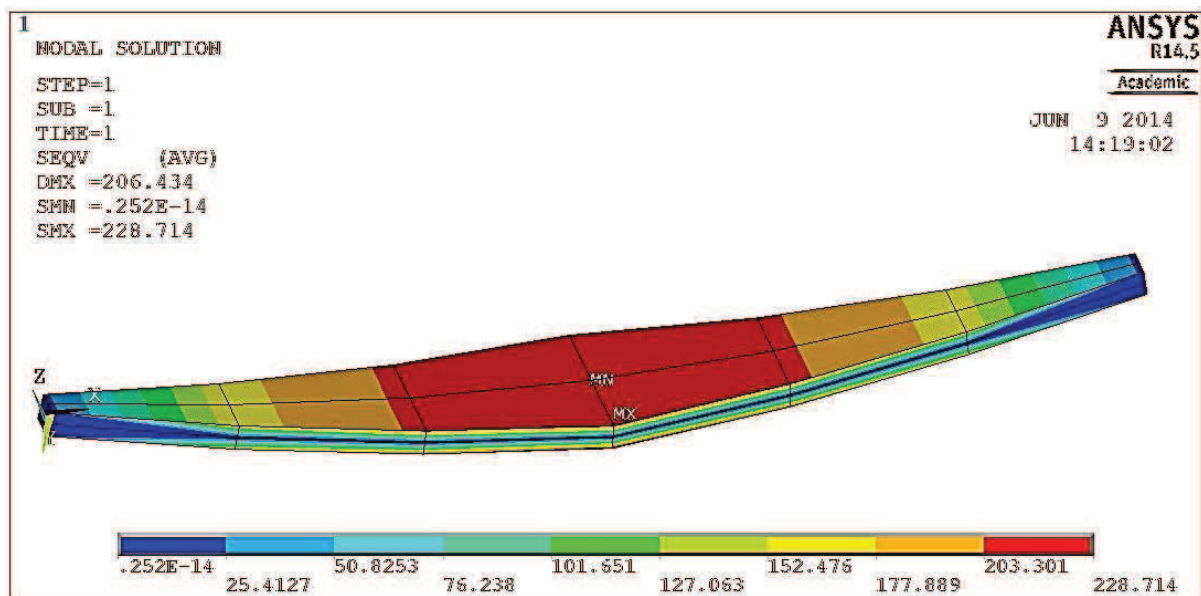 1
NODAL SOLUTION
STEP=1
SUB =1
TIME=1
SEQV (AVG)
DMX =206.434
SMN =.252E-14
SMX =228.714
ANSYS
R14.5
Academic
JUN 9 2014
14:19:02
Z
X
MN
MX
.252E-14 50.8253 101.651 152.476 203.301
25.4127 76.238 127.063 177.889 228.714